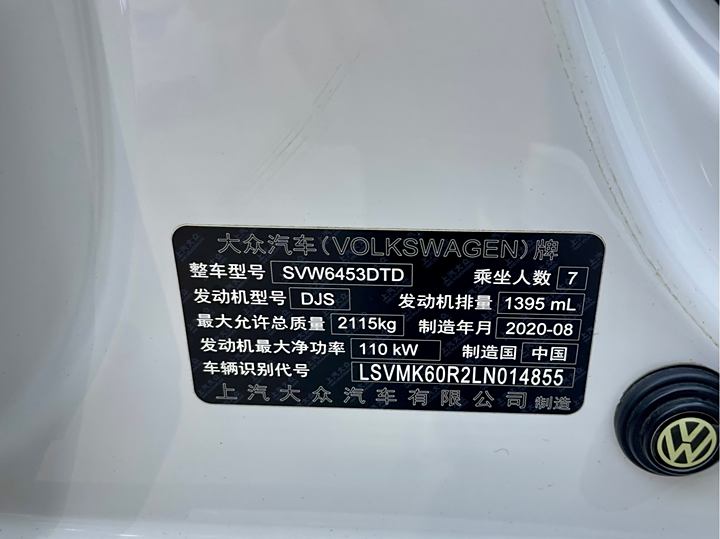 大众汽车(VOLKSWAGEN)牌
整车型号 SVW6453DTD 乘坐人数 7
发动机型号 DJS 发动机排量 1395 mL
最大允许总质量 2115kg 制造年月 2020-08
发动机最大净功率 110 kW 制造国 中国
车辆识别代号 LSVMK60R2LN014855
上汽大众汽车有限公司 制造